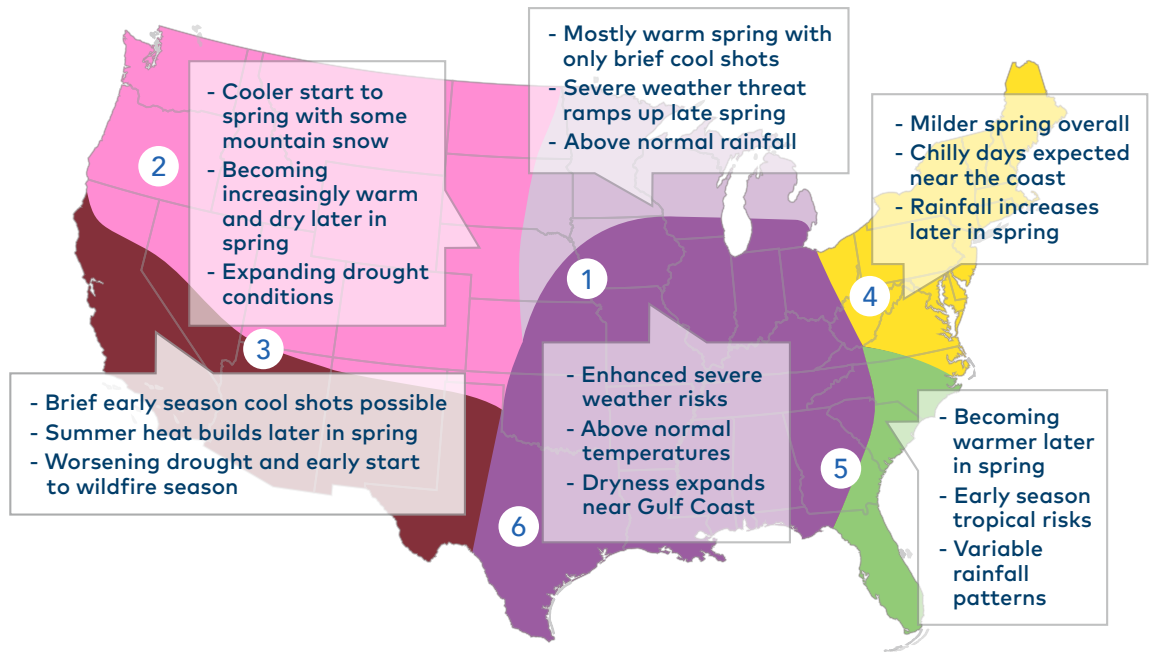 - Mostly warm spring with
only brief cool shots
- Severe weather threat
ramps up late spring
- Above normal rainfall
- Cooler start to
spring with some
mountain snow
- Becoming
increasingly warm
and dry later in
spring
- Expanding drought
conditions
- Milder spring overall
- Chilly days expected
near the coast
- Rainfall increases
later in spring
2
1
4
3
- Brief early season cool shots possible
- Summer heat builds later in spring
- Worsening drought and early start
to wildfire season
- Enhanced severe
weather risks
- Above normal
temperatures
- Dryness expands
near Gulf Coast
- Becoming
warmer later
in spring
- Early season
tropical risks
- Variable
rainfall
patterns
5
6